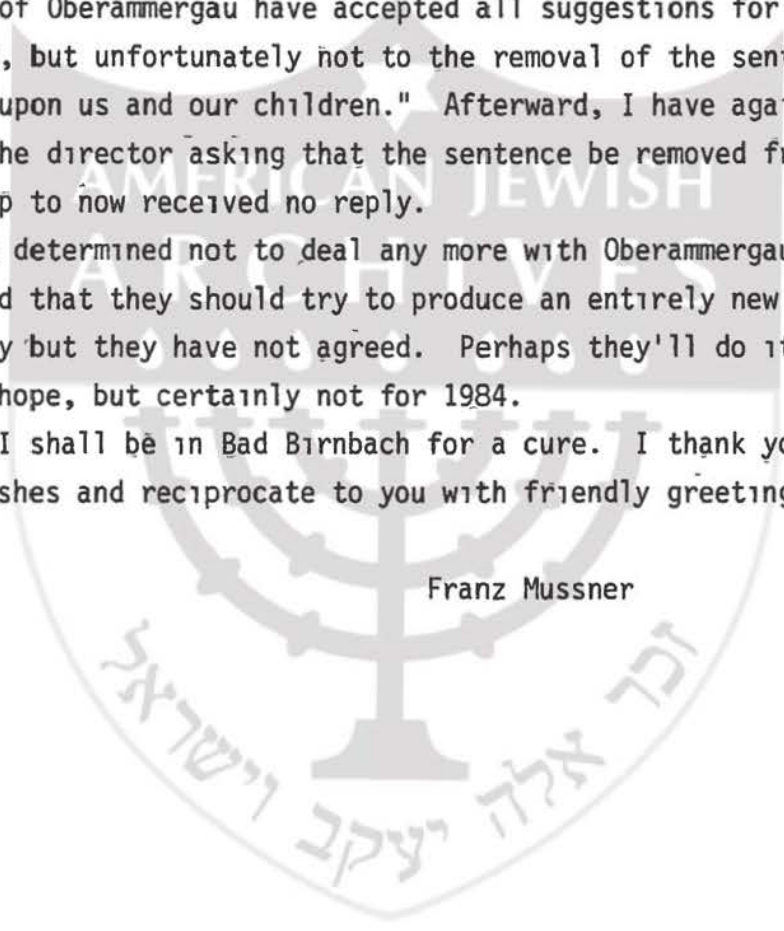 of Oberammergau have accepted all suggestions for
, but unfortunately not to the removal of the sent
upon us and our children." Afterward, I have aga
he director asking that the sentence be removed fr
p to now received no reply.
determined not to deal any more with Oberammergau
d that they should try to produce an entirely new
y but they have not agreed. Perhaps they'll do i
hope, but certainly not for 1984.
I shall be in Bad Birnbach for a cure. I thank yo
shes and reciprocate to you with friendly greeting
Franz Mussner
AMERICAN JEWISH
ARCHIVES
זכר אלה יעקב וישראל